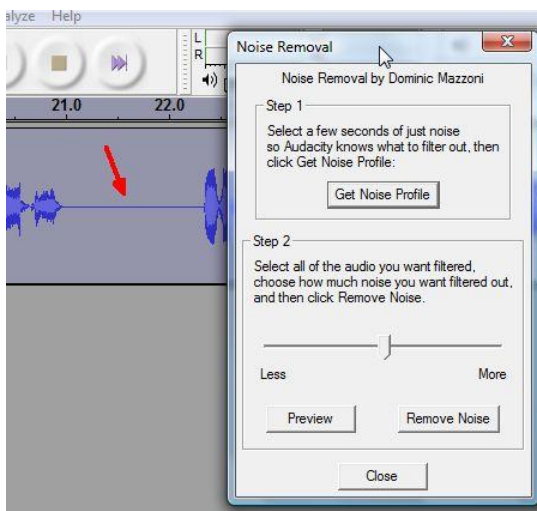 alyze Help
L
R
21.0 22.0
Noise Removal
Noise Removal by Dominic Mazzoni
Step 1
Select a few seconds of just noise
so Audacity knows what to filter out, then
click Get Noise Profile:
Get Noise Profile
Step 2
Select all of the audio you want filtered,
choose how much noise you want filtered out,
and then click Remove Noise.
Less More
Preview Remove Noise
Close